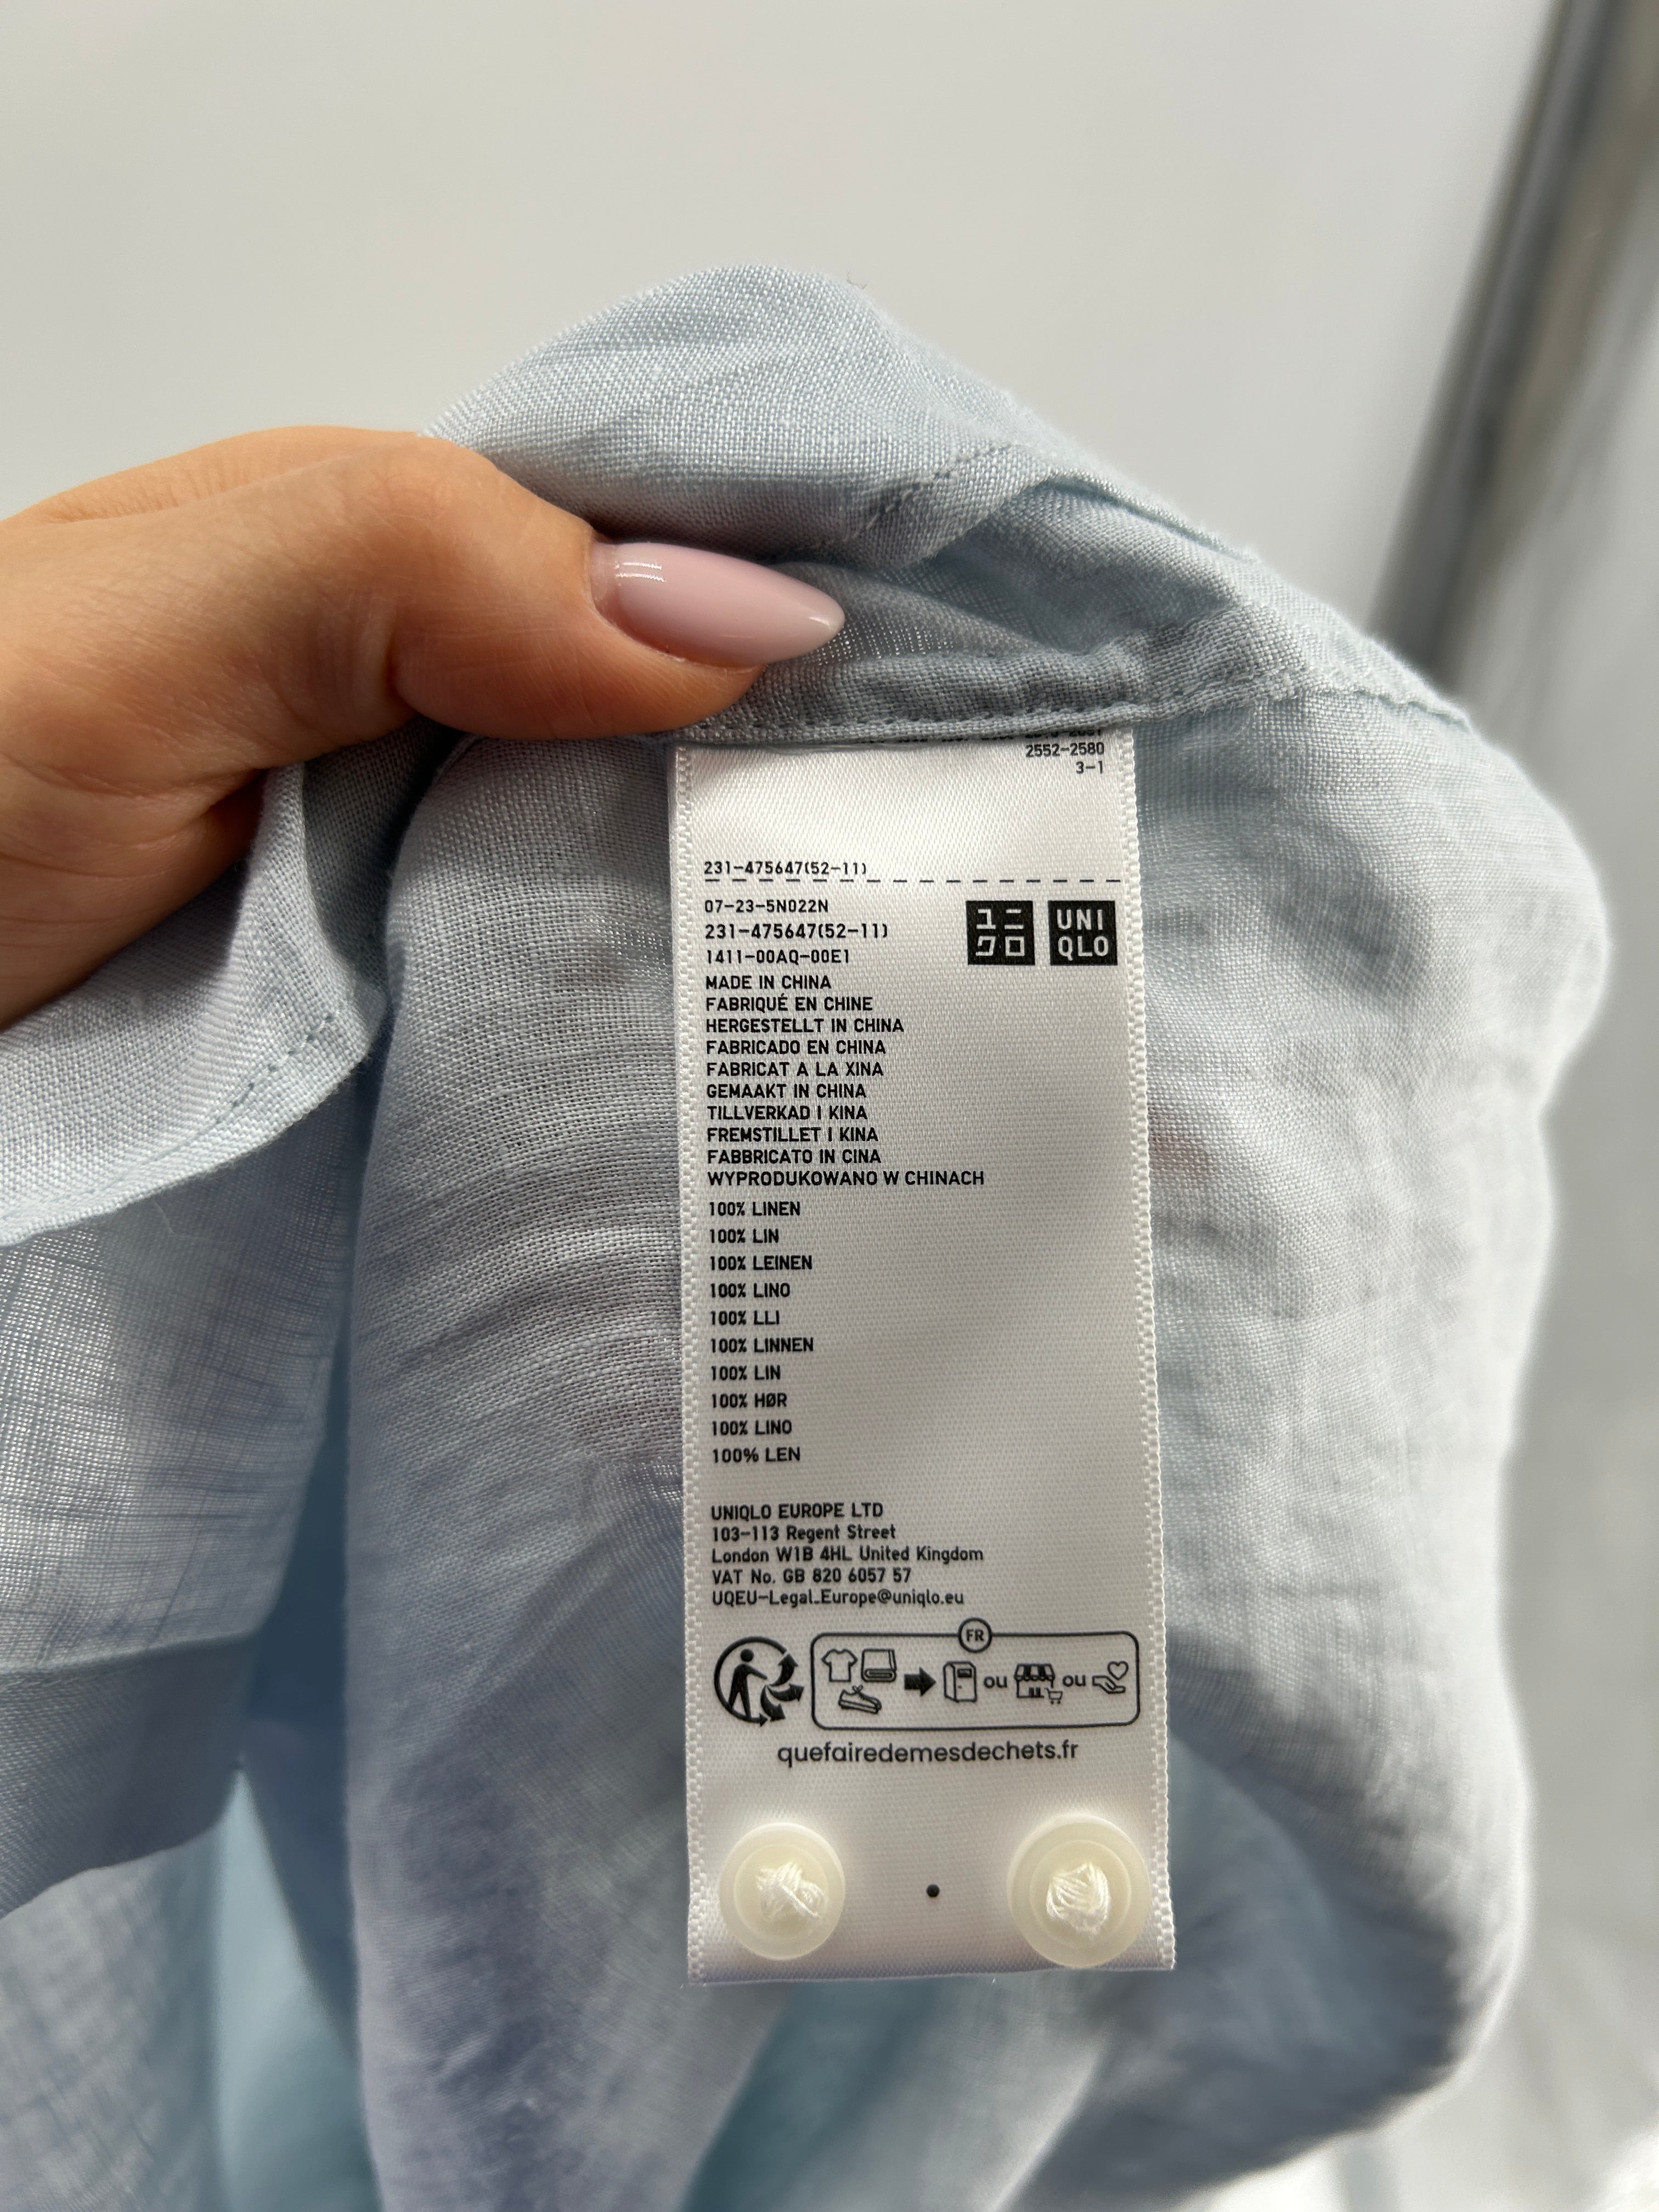 2552-2580
3-1
231-475647(52-11)
07-23-5N022N
231-475647(52-11)
1411-00AQ-00E1
ユニ
クロ
UNI
QLO
MADE IN CHINA
FABRIQUÉ EN CHINE
HERGESTELLT IN CHINA
FABRICADO EN CHINA
FABRICAT A LA XINA
GEMAAKT IN CHINA
TILLVERKAD I KINA
FREMSTILLET I KINA
FABBRICATO IN CINA
WYPRODUKOWANO W CHINACH
100% LINEN
100% LIN
100% LEINEN
100% LINO
100% LLI
100% LINNEN
100% LIN
100% HØR
100% LINO
100% LEN
UNIQLO EUROPE LTD
103-113 Regent Street
London W1B 4HL United Kingdom
VAT No. GB 820 6057 57
UQEU-Legal_Europe@uniqlo.eu
FR
ou ou
quefairedemesdechets.fr